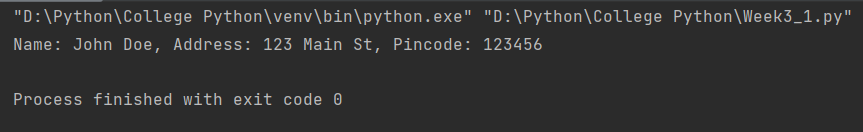 "D:\Python\College Python\venv\bin\python.exe" "D:\Python\College Python\Week3_1.py"
Name: John Doe, Address: 123 Main St, Pincode: 123456
Process finished with exit code 0